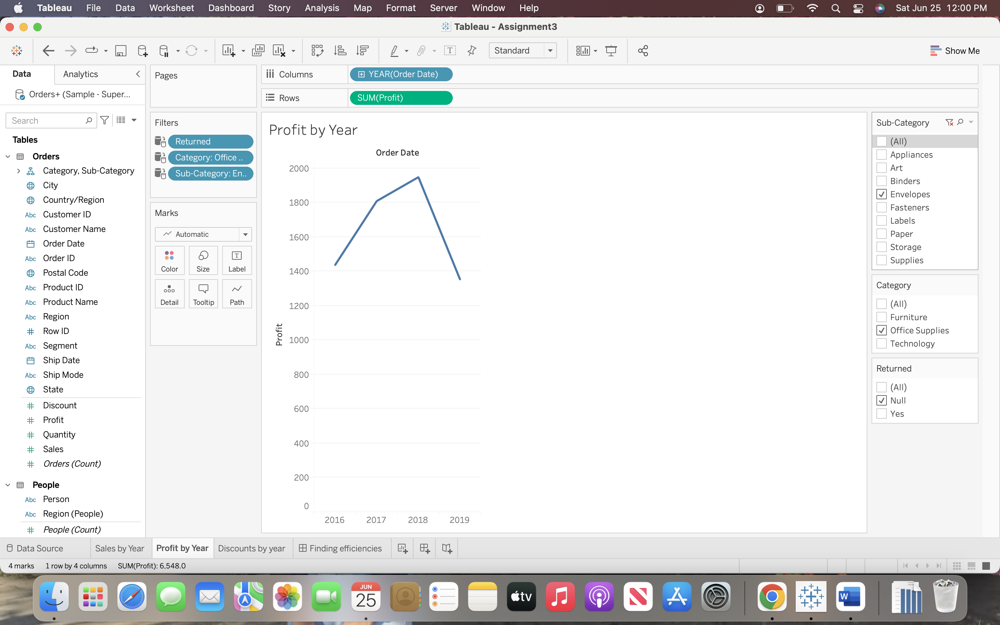 Tableau File Data Worksheet Dashboard Story Analysis Map Format Server Window Help Sat Jun 25 12:00 PM
Tableau - Assignment3
Standard Show Me
Data Analytics
Orders+ (Sample - Super...
Search
Tables
Orders
Category, Sub-Category
City
Country/Region
Abc Customer ID
Abc Customer Name
Order Date
Abc Order ID
Postal Code
Abc Product ID
Abc Product Name
Abc Region
Row ID
Abc Segment
Ship Date
Abc Ship Mode
State
Discount
Profit
Quantity
Sales
Orders (Count)
People
Abc Person
Abc Region (People)
People (Count)
Pages
Filters
Returned
Category: Office ..
Sub-Category: En..
Marks
Automatic
Color Size T Label
Detail Tooltip Path
Columns YEAR(Order Date)
Rows SUM(Profit)
Profit by Year
Order Date
2000
1800
1600
1400
1200
1000
800
600
400
200
0
Profit
2016 2017 2018 2019
Sub-Category
(All)
Appliances
Art
Binders
Envelopes
Fasteners
Labels
Paper
Storage
Supplies
Category
(All)
Furniture
Office Supplies
Technology
Returned
(All)
Null
Yes
Data Source Sales by Year Profit by Year Discounts by year Finding efficiencies
4 marks 1 row by 4 columns SUM(Profit): 6,548.0
JUN
25
tv
W